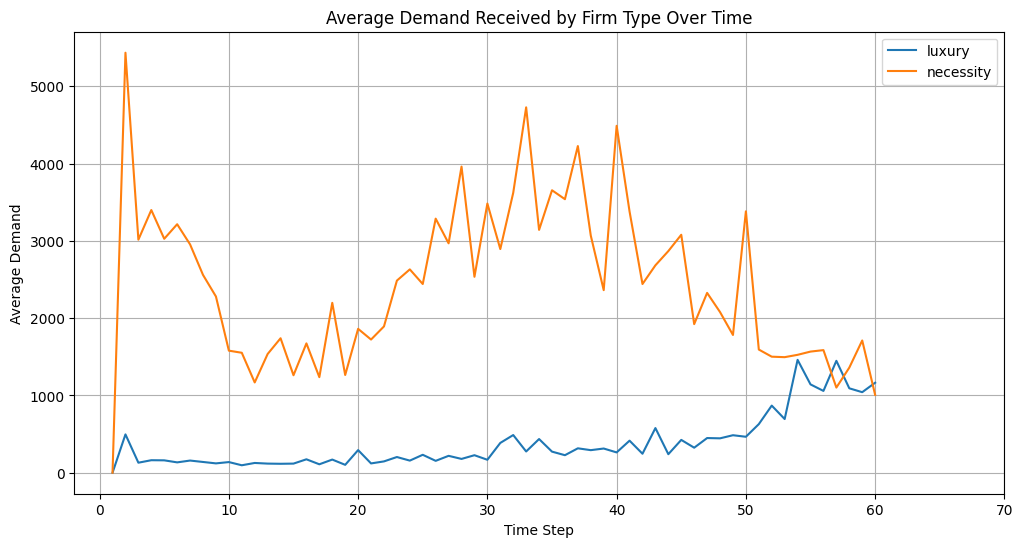 Average Demand Received by Firm Type Over Time
luxury
necessity
Average Demand
5000
4000
3000
2000
1000
0
0 10 20 30 40 50 60 70
Time Step